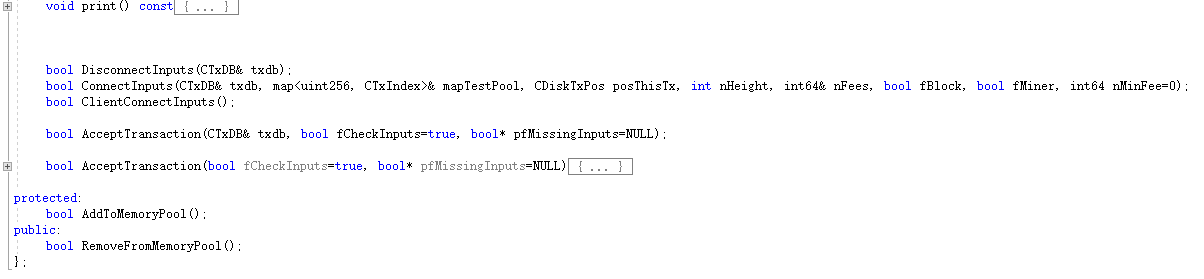 void print() const{ ... }
bool DisconnectInputs(CTxDB& txdb);
bool ConnectInputs(CTxDB& txdb, map<uint256, CTxIndex>& mapTestPool, CDiskTxPos posThisTx, int nHeight, int64& nFees, bool fBlock, bool fMiner, int64 nMinFee=0);
bool ClientConnectInputs();
bool AcceptTransaction(CTxDB& txdb, bool fCheckInputs=true, bool* pfMissingInputs=NULL);
bool AcceptTransaction(bool fCheckInputs=true, bool* pfMissingInputs=NULL){ ... }
protected:
bool AddToMemoryPool();
public:
bool RemoveFromMemoryPool();
};